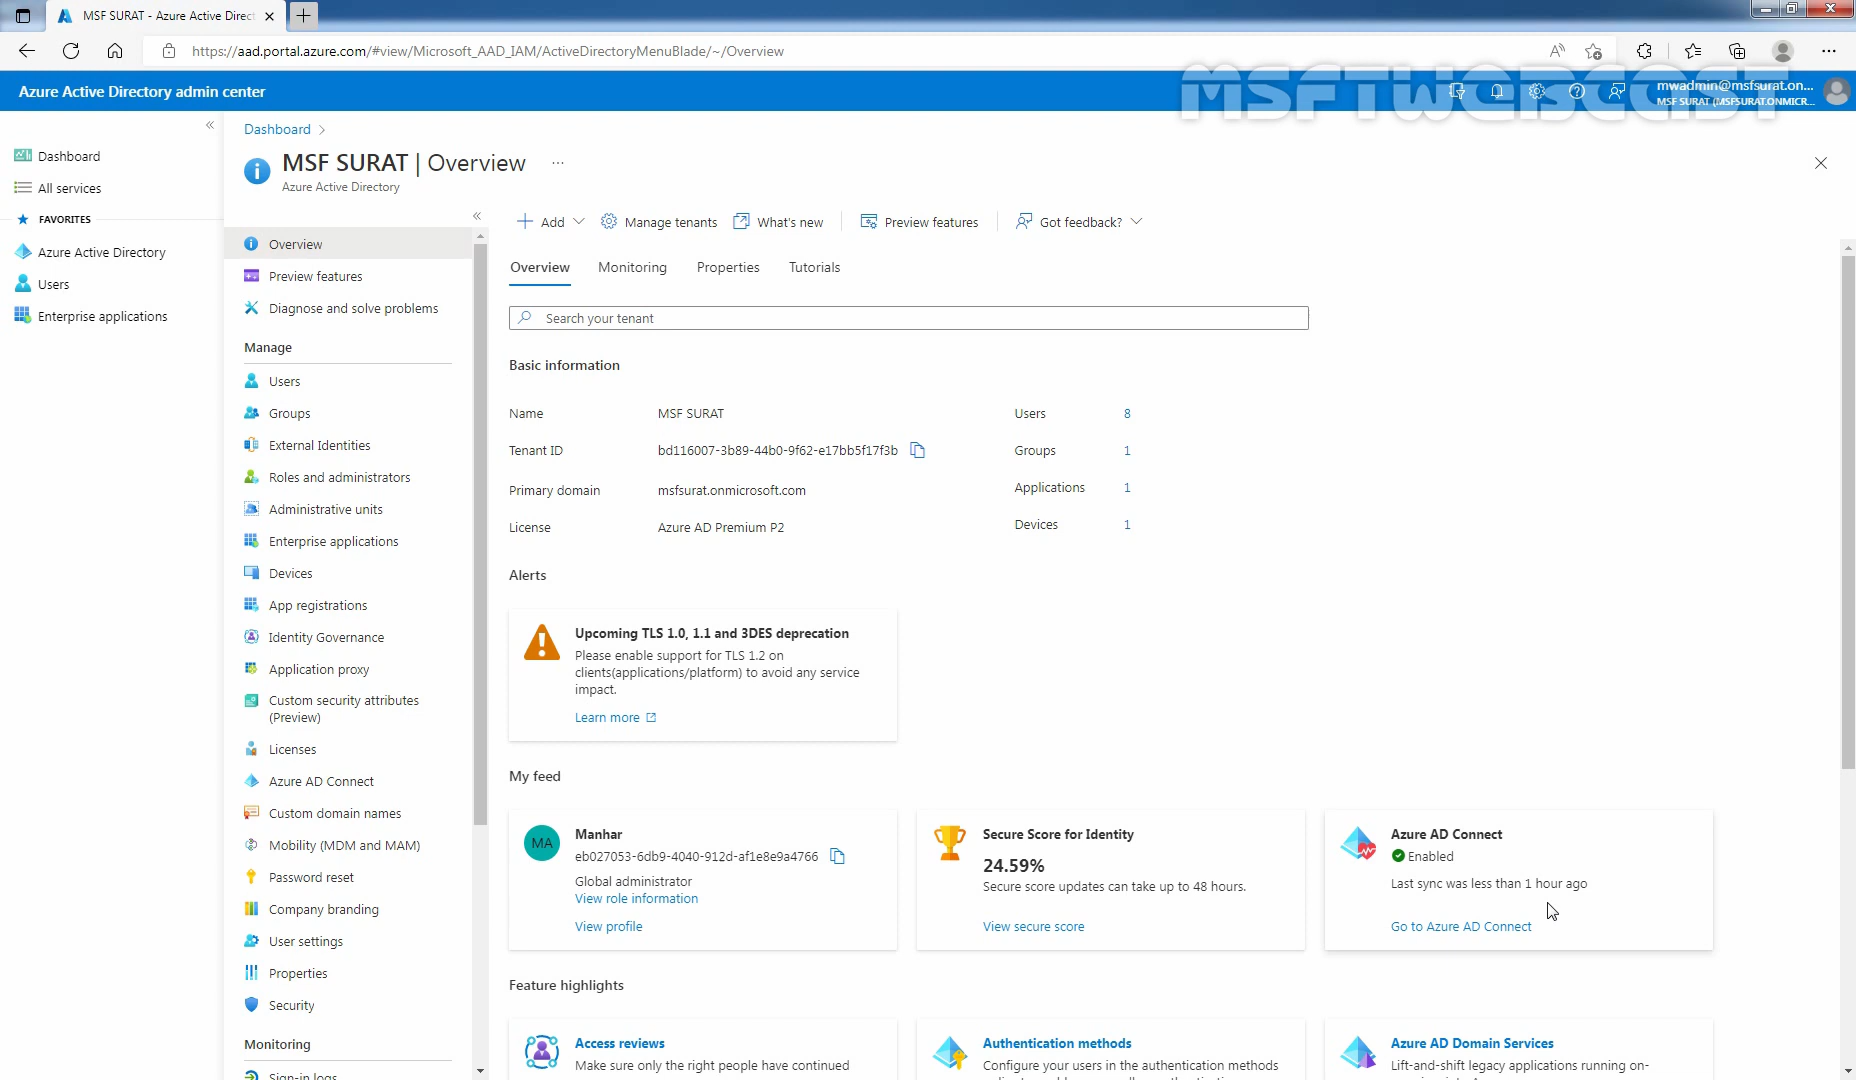 MSF SURAT - Azure Active Direct
https://aad.portal.azure.com/#view/Microsoft_AAD_IAM/ActiveDirectoryMenuBlade/~/Overview
MSFTWEBCAST
Azure Active Directory admin center
mwadmin@msfsurat.on...
MSF SURAT (MSFSURAT.ONMICR...
Dashboard
All services
FAVORITES
Azure Active Directory
Users
Enterprise applications
Dashboard
MSF SURAT | Overview
Azure Active Directory
Overview
Preview features
Diagnose and solve problems
Manage
Users
Groups
External Identities
Roles and administrators
Administrative units
Enterprise applications
Devices
App registrations
Identity Governance
Application proxy
Custom security attributes
(Preview)
Licenses
Azure AD Connect
Custom domain names
Mobility (MDM and MAM)
Password reset
Company branding
User settings
Properties
Security
Monitoring
Sign-in logs
Add Manage tenants What's new Preview features Got feedback?
Overview Monitoring Properties Tutorials
Search your tenant
Basic information
Name MSF SURAT Users 8
Tenant ID bd116007-3b89-44b0-9f62-e17bb5f17f3b Groups 1
Primary domain msfsurat.onmicrosoft.com Applications 1
License Azure AD Premium P2 Devices 1
Alerts
Upcoming TLS 1.0, 1.1 and 3DES deprecation
Please enable support for TLS 1.2 on
clients(applications/platform) to avoid any service
impact.
Learn more
My feed
MA
Manhar
eb027053-6db9-4040-912d-af1e8e9a4766
Global administrator
View role information
View profile
Secure Score for Identity
24.59%
Secure score updates can take up to 48 hours.
View secure score
Azure AD Connect
Enabled
Last sync was less than 1 hour ago
Go to Azure AD Connect
Feature highlights
Access reviews
Make sure only the right people have continued
Authentication methods
Configure your users in the authentication methods
Azure AD Domain Services
Lift-and-shift legacy applications running on-